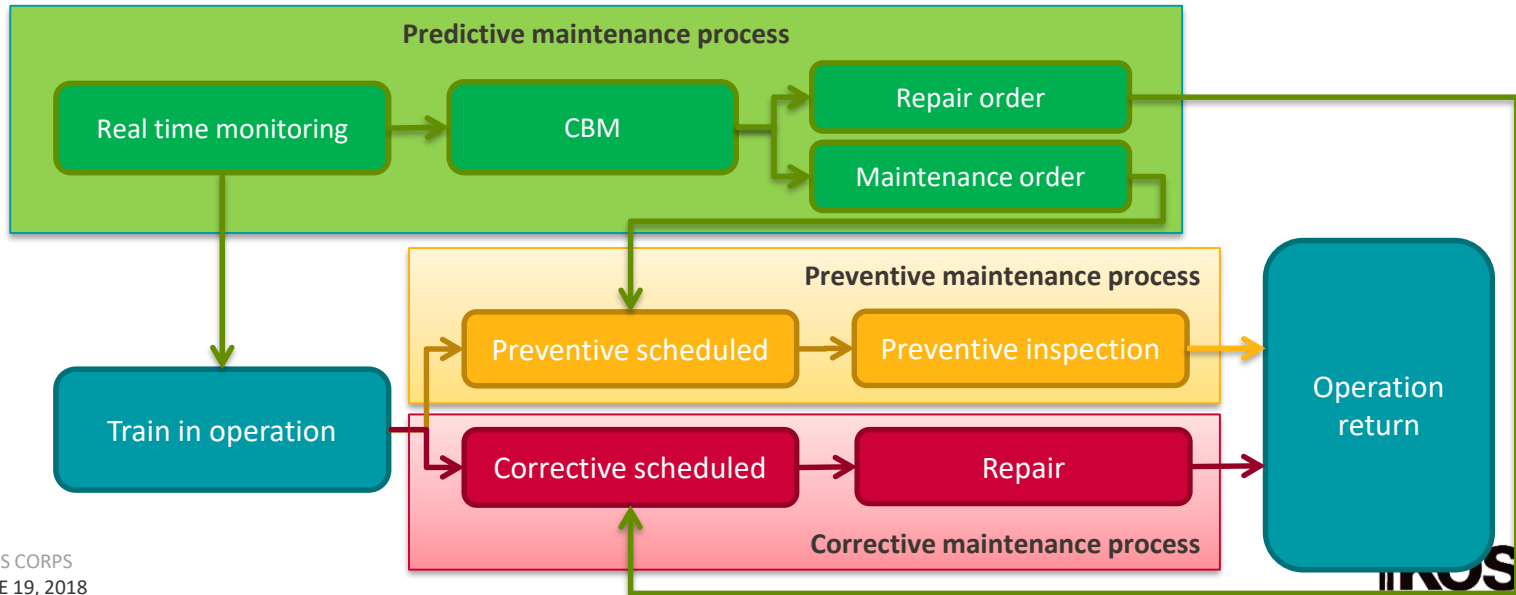 Predictive maintenance process
Real time monitoring
CBM
Repair order
Maintenance order
Preventive maintenance process
Preventive scheduled
Preventive inspection
Train in operation
Operation
return
Corrective scheduled
Repair
Corrective maintenance process
S CORPS
E 19, 2018